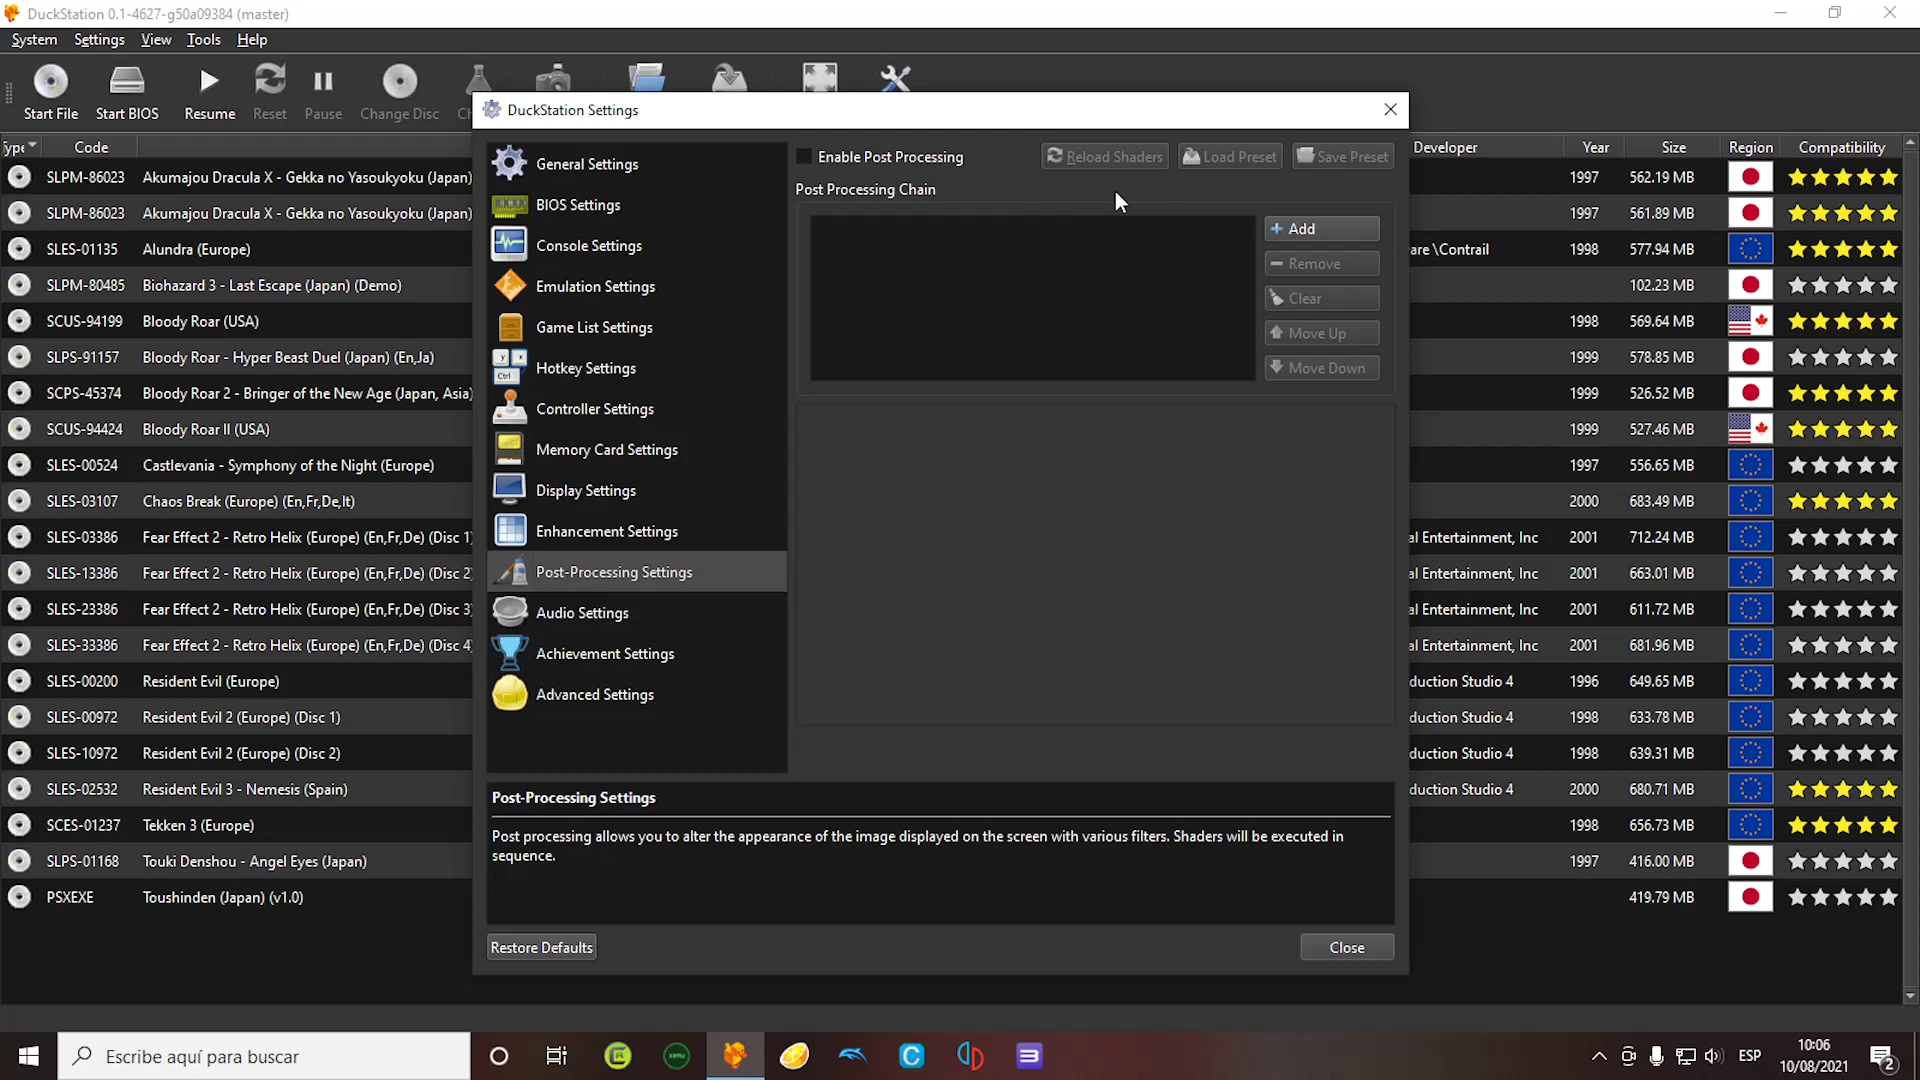 DuckStation 0.1-4627-g50a09384 (master)
System Settings View Tools Help
Start File Start BIOS Resume Reset Pause Change Disc
Type Code Developer Year Size Region Compatibility
SLPM-86023 Akumajou Dracula X - Gekka no Yasoukyoku (Japan) 1997 562.19 MB
SLPM-86023 Akumajou Dracula X - Gekka no Yasoukyoku (Japan) 1997 561.89 MB
SLES-01135 Alundra (Europe) are \Contrail 1998 577.94 MB
SLPM-80485 Biohazard 3 - Last Escape (Japan) (Demo) 102.23 MB
SCUS-94199 Bloody Roar (USA) 1998 569.64 MB
SLPS-91157 Bloody Roar - Hyper Beast Duel (Japan) (En,Ja) 1999 578.85 MB
SCPS-45374 Bloody Roar 2 - Bringer of the New Age (Japan, Asia) 1999 526.52 MB
SCUS-94424 Bloody Roar II (USA) 1999 527.46 MB
SLES-00524 Castlevania - Symphony of the Night (Europe) 1997 556.65 MB
SLES-03107 Chaos Break (Europe) (En,Fr,De,It) 2000 683.49 MB
SLES-03386 Fear Effect 2 - Retro Helix (Europe) (En,Fr,De) (Disc 1) al Entertainment, Inc 2001 712.24 MB
SLES-13386 Fear Effect 2 - Retro Helix (Europe) (En,Fr,De) (Disc 2 al Entertainment, Inc 2001 663.01 MB
SLES-23386 Fear Effect 2 - Retro Helix (Europe) (En,Fr,De) (Disc 3 al Entertainment, Inc 2001 611.72 MB
SLES-33386 Fear Effect 2 - Retro Helix (Europe) (En,Fr,De) (Disc 4 al Entertainment, Inc 2001 681.96 MB
SLES-00200 Resident Evil (Europe) duction Studio 4 1996 649.65 MB
SLES-00972 Resident Evil 2 (Europe) (Disc 1) duction Studio 4 1998 633.78 MB
SLES-10972 Resident Evil 2 (Europe) (Disc 2) duction Studio 4 1998 639.31 MB
SLES-02532 Resident Evil 3 - Nemesis (Spain) duction Studio 4 2000 680.71 MB
SCES-01237 Tekken 3 (Europe) 1998 656.73 MB
SLPS-01168 Touki Denshou - Angel Eyes (Japan) 1997 416.00 MB
PSXEXE Toushinden (Japan) (v1.0) 419.79 MB
DuckStation Settings
General Settings
BIOS Settings
Console Settings
Emulation Settings
Game List Settings
Hotkey Settings
Controller Settings
Memory Card Settings
Display Settings
Enhancement Settings
Post-Processing Settings
Audio Settings
Achievement Settings
Advanced Settings
Enable Post Processing Reload Shaders Load Preset Save Preset
Post Processing Chain
Add
Remove
Clear
Move Up
Move Down
Post-Processing Settings
Post processing allows you to alter the appearance of the image displayed on the screen with various filters. Shaders will be executed in
sequence.
Restore Defaults Close
Escribe aquí para buscar
ESP
10:06
10/08/2021
2